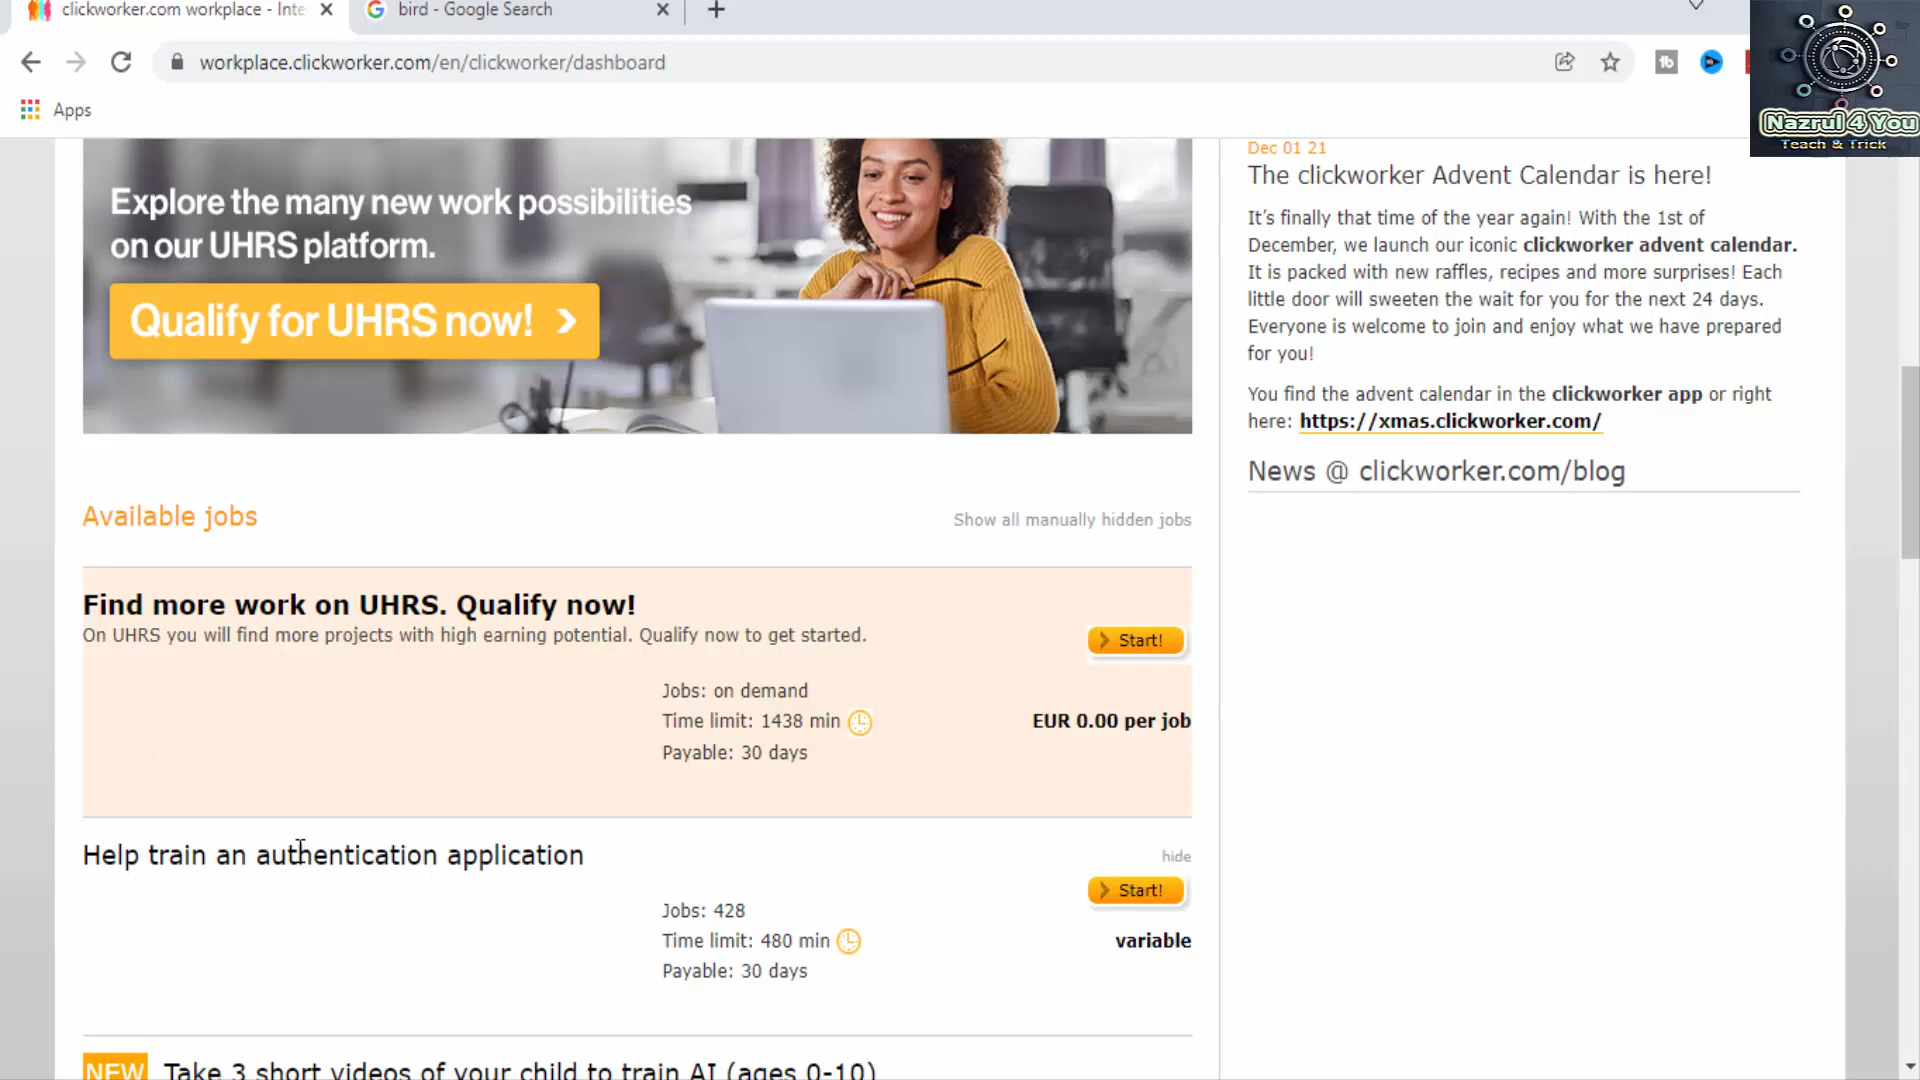 clickworker.com workplace - Inte
bird - Google Search
workplace.clickworker.com/en/clickworker/dashboard
Apps
Nazrul 4 You
Teach & Trick
Explore the many new work possibilities
on our UHRS platform.
Qualify for UHRS now!
Available jobs
Show all manually hidden jobs
Find more work on UHRS. Qualify now!
On UHRS you will find more projects with high earning potential. Qualify now to get started.
Start!
Jobs: on demand
Time limit: 1438 min
EUR 0.00 per job
Payable: 30 days
Help train an authentication application
hide
Start!
Jobs: 428
Time limit: 480 min
variable
Payable: 30 days
NEW Take 3 short videos of your child to train AI (ages 0-10)
Dec 01 21
The clickworker Advent Calendar is here!
It's finally that time of the year again! With the 1st of
December, we launch our iconic clickworker advent calendar.
It is packed with new raffles, recipes and more surprises! Each
little door will sweeten the wait for you for the next 24 days.
Everyone is welcome to join and enjoy what we have prepared
for you!
You find the advent calendar in the clickworker app or right
here: https://xmas.clickworker.com/
News @ clickworker.com/blog